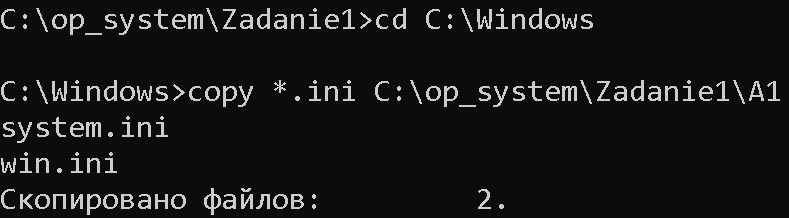 C:\op_system\Zadanie1>cd C:\Windows
C:\Windows>copy *.ini C:\op_system\Zadanie1\A1
system.ini
win.ini
Скопировано файлов:         2.